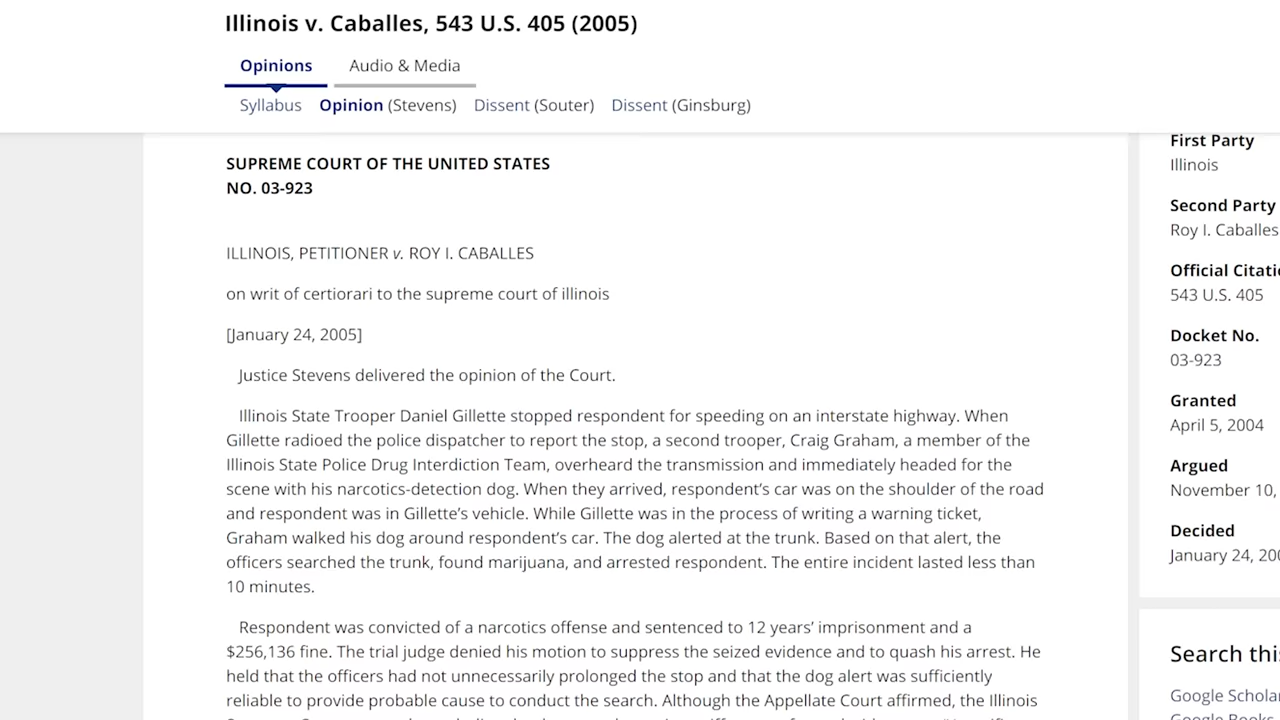 Illinois v. Caballes, 543 U.S. 405 (2005)
Opinions Audio & Media
Syllabus Opinion (Stevens) Dissent (Souter) Dissent (Ginsburg)
SUPREME COURT OF THE UNITED STATES
NO. 03-923
ILLINOIS, PETITIONER v. ROY I. CABALLES
on writ of certiorari to the supreme court of illinois
[January 24, 2005]
Justice Stevens delivered the opinion of the Court.
Illinois State Trooper Daniel Gillette stopped respondent for speeding on an interstate highway. When
Gillette radioed the police dispatcher to report the stop, a second trooper, Craig Graham, a member of the
Illinois State Police Drug Interdiction Team, overheard the transmission and immediately headed for the
scene with his narcotics-detection dog. When they arrived, respondent’s car was on the shoulder of the road
and respondent was in Gillette’s vehicle. While Gillette was in the process of writing a warning ticket,
Graham walked his dog around respondent’s car. The dog alerted at the trunk. Based on that alert, the
officers searched the trunk, found marijuana, and arrested respondent. The entire incident lasted less than
10 minutes.
Respondent was convicted of a narcotics offense and sentenced to 12 years’ imprisonment and a
$256,136 fine. The trial judge denied his motion to suppress the seized evidence and to quash his arrest. He
held that the officers had not unnecessarily prolonged the stop and that the dog alert was sufficiently
reliable to provide probable cause to conduct the search. Although the Appellate Court affirmed, the Illinois
First Party
Illinois
Second Party
Roy I. Caballes
Official Citati
543 U.S. 405
Docket No.
03-923
Granted
April 5, 2004
Argued
November 10,
Decided
January 24, 20
Search thi
Google Schola